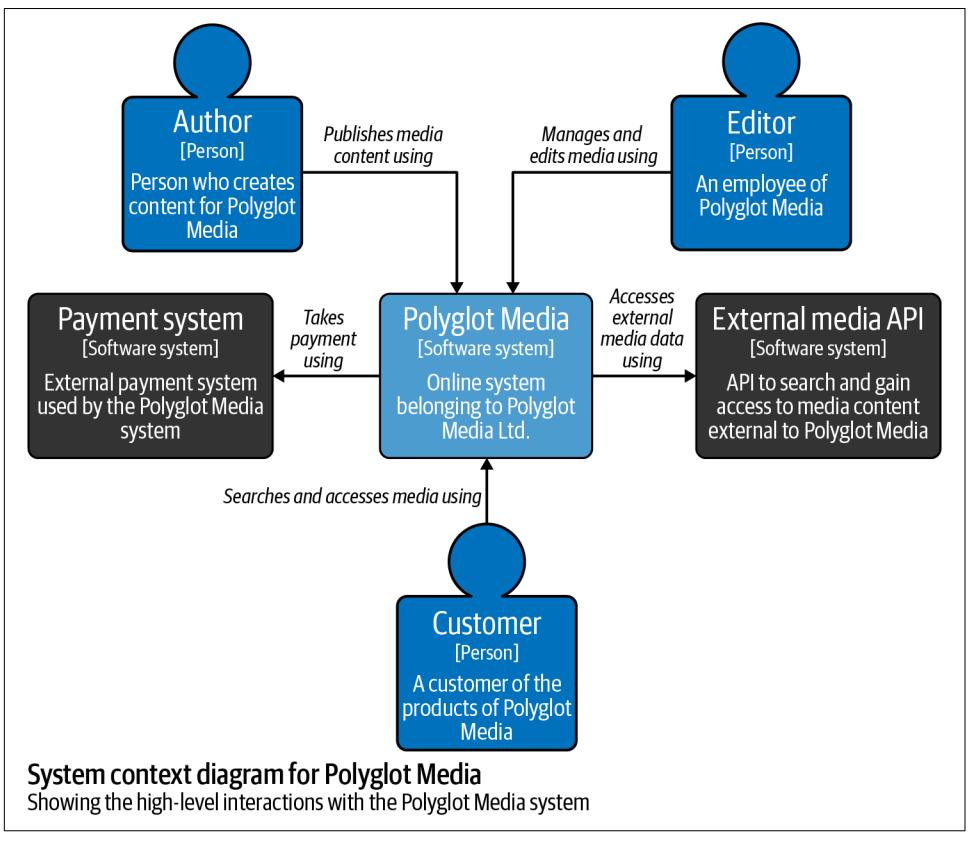 Author
[Person]
Person who creates
content for Polyglot
Media
Publishes media
content using
Manages and
edits media using
Editor
[Person]
An employee of
Polyglot Media
Payment system
[Software system]
External payment system
used by the Polyglot Media
system
Takes
payment
using
Polyglot Media
[Software system]
Online system
belonging to Polyglot
Media Ltd.
Accesses
external
media data
using
External media API
[Software system]
API to search and gain
access to media content
external to Polyglot Media
Searches and accesses media using
Customer
[Person]
A customer of the
products of Polyglot
Media
System context diagram for Polyglot Media
Showing the high-level interactions with the Polyglot Media system